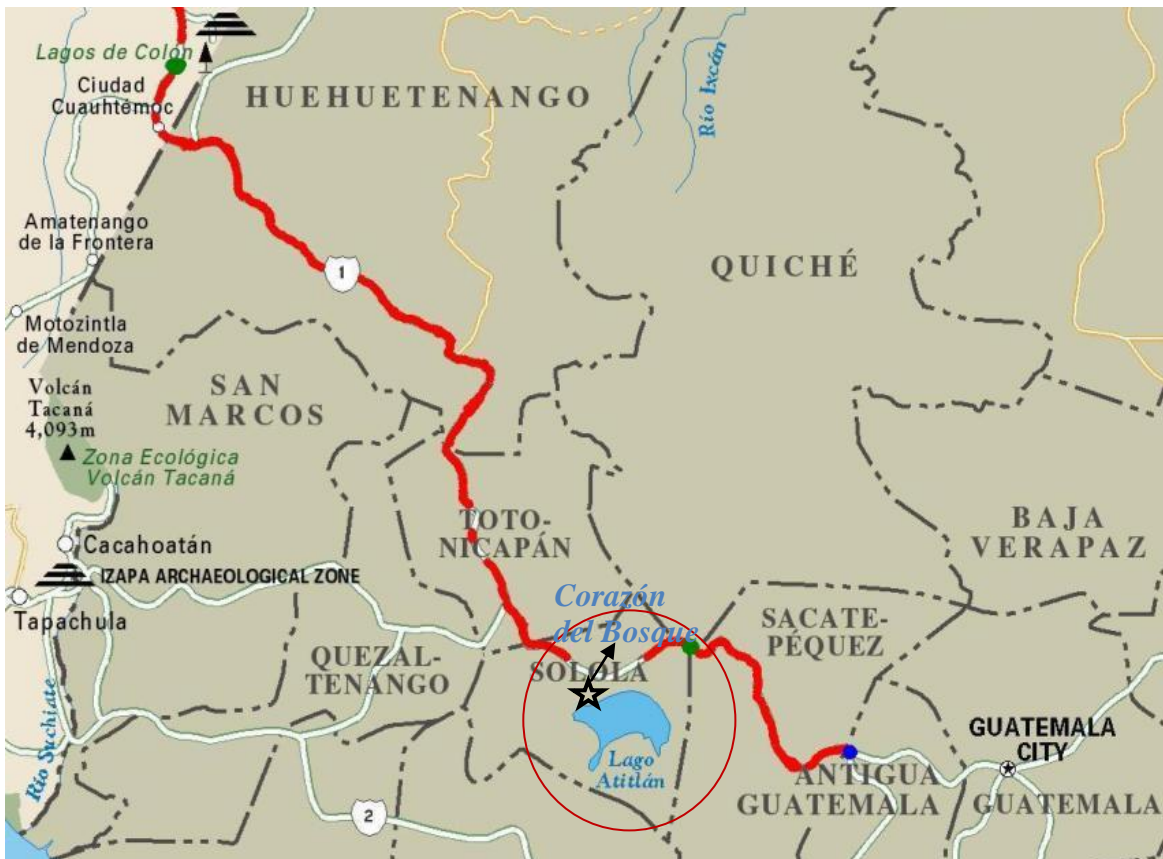 Lagos de Colón
Ciudad
Cuauhtémoc
HUEHUETENANGO
Río Ixcán
Amatenango
de la Frontera
1
QUICHÉ
Motozintla
de Mendoza
SAN
MARCOS
Volcán
Tacaná
4,093m
Zona Ecológica
Volcán Tacaná
TOTO-
NICAPÁN
BAJA
VERAPAZ
Cacahoatán
IZAPA ARCHAEOLOGICAL ZONE
Tapachula
Corazón
del Bosque
SACATE-
PÉQUEZ
QUEZAL-
TENANGO
SOLOLA
Río Suchiate
Lago
Atitlán
GUATEMALA
CITY
ANTIGUA
GUATEMALA
GUATEMALA
2